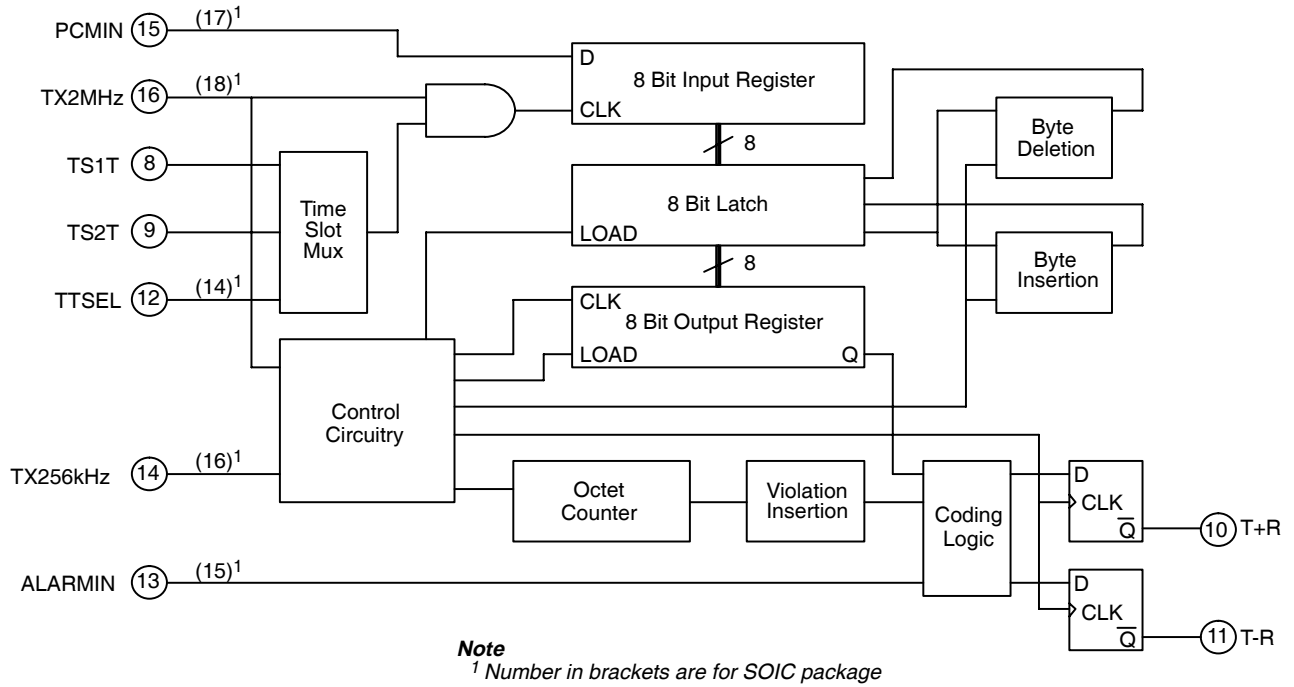 PCMIN 15 (17)¹
D
8 Bit Input Register
TX2MHz 16 (18)¹
CLK
Byte
Deletion
8
TS1T 8
8 Bit Latch
Time
Slot
Mux
TS2T 9
LOAD
Byte
Insertion
8
TTSEL 12 (14)¹
CLK
8 Bit Output Register
LOAD
Q
Control
Circuitry
TX256kHz 14 (16)¹
Octet
Counter
Violation
Insertion
Coding
Logic
D
CLK
Q̅
10 T+R
ALARMIN 13 (15)¹
D
CLK
Q̅
11 T-R
Note
¹ Number in brackets are for SOIC package